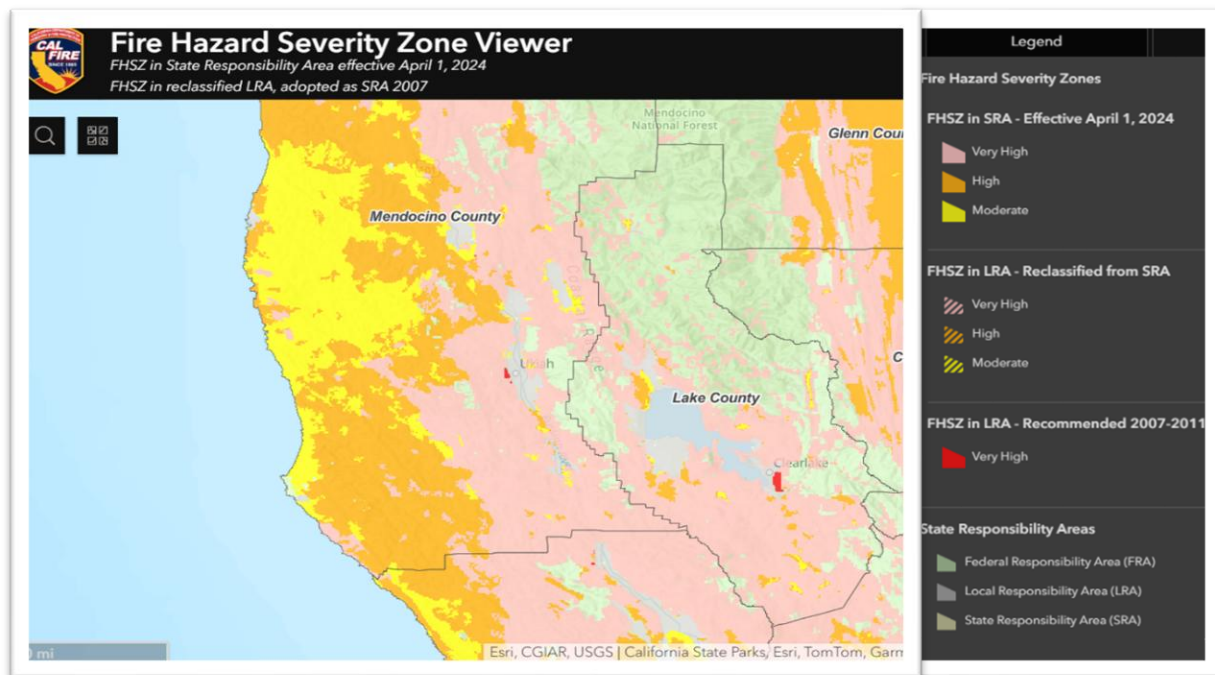 CAL
FIRE
SINCE 1885
Fire Hazard Severity Zone Viewer
FHSZ in State Responsibility Area effective April 1, 2024
FHSZ in reclassified LRA, adopted as SRA 2007
Mendocino
National Forest
Glenn Cou
Mendocino County
Ukiah
Lake County
C
Clearlake
mi
Esri, CGIAR, USGS | California State Parks, Esri, TomTom, Garm
Legend
Fire Hazard Severity Zones
FHSZ in SRA - Effective April 1, 2024
Very High
High
Moderate
FHSZ in LRA - Reclassified from SRA
Very High
High
Moderate
FHSZ in LRA - Recommended 2007-2011
Very High
State Responsibility Areas
Federal Responsibility Area (FRA)
Local Responsibility Area (LRA)
State Responsibility Area (SRA)